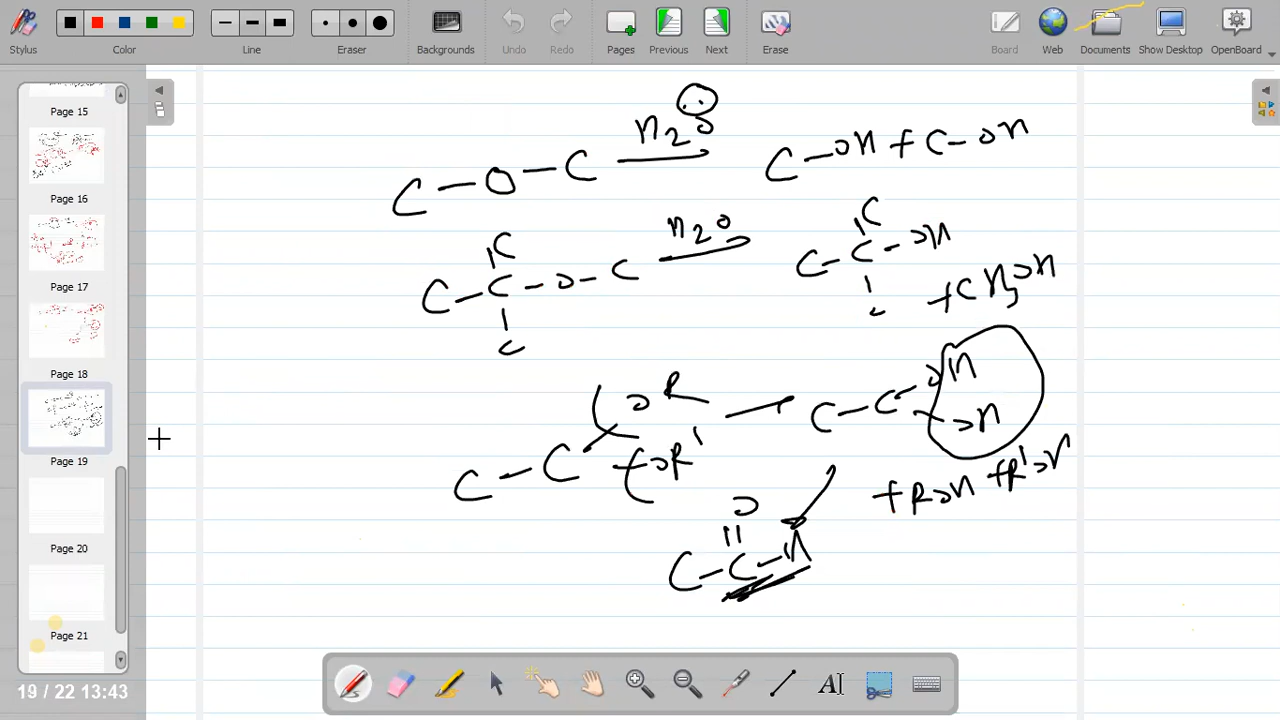 Stylus Color Line Eraser Backgrounds Undo Redo Pages Previous Next Erase Board Web Documents Show Desktop OpenBoard
Page 15
Page 16
Page 17
Page 18
Page 19
Page 20
Page 21
19 / 22 13:43
C - O - C H2O C - OH + C - OH
C
C - C - O - C H2O
C
C
C - C - OH
C
+ CH3OH
C - C OR
OR'
C - C OH
OH
+ ROH + R'OH
O
C - C - H